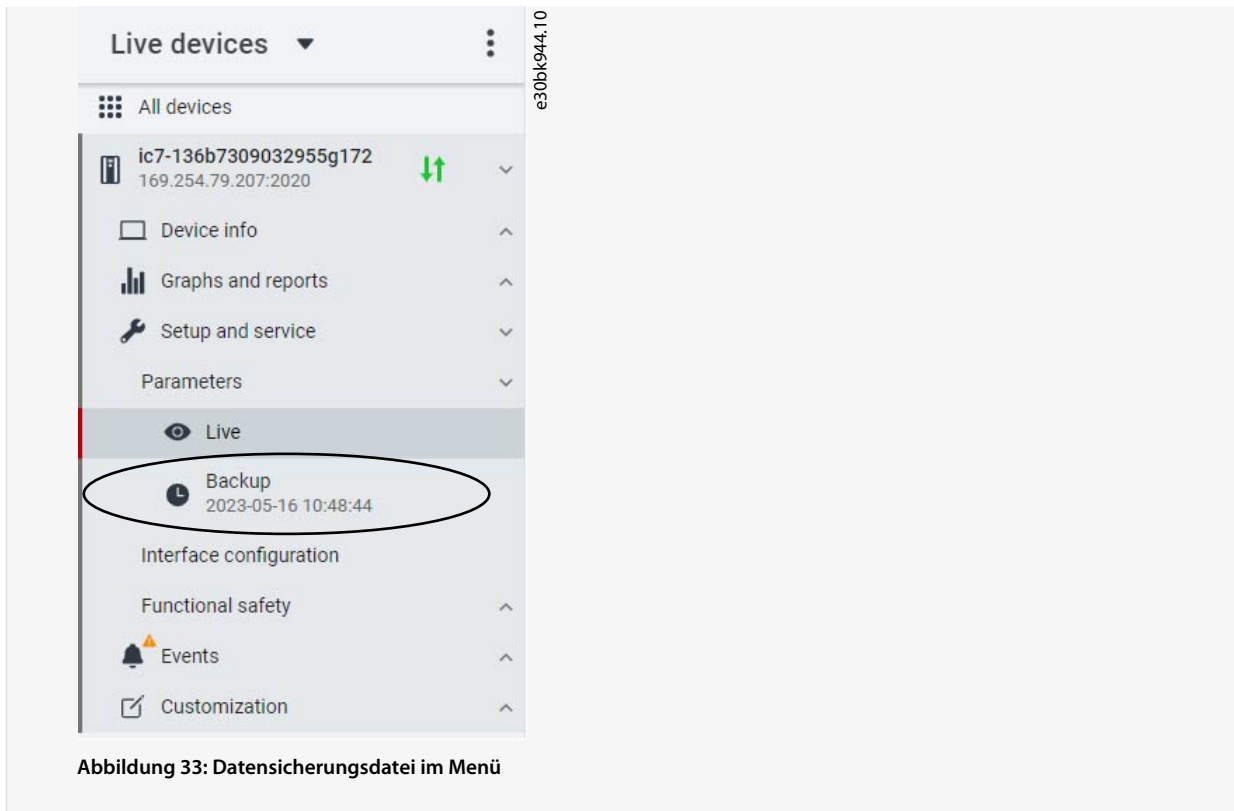 Live devices
e30bk944.10
All devices
ic7-136b7309032955g172
169.254.79.207:2020
Device info
Graphs and reports
Setup and service
Parameters
Live
Backup
2023-05-16 10:48:44
Interface configuration
Functional safety
Events
Customization
Abbildung 33: Datensicherungsdatei im Menü